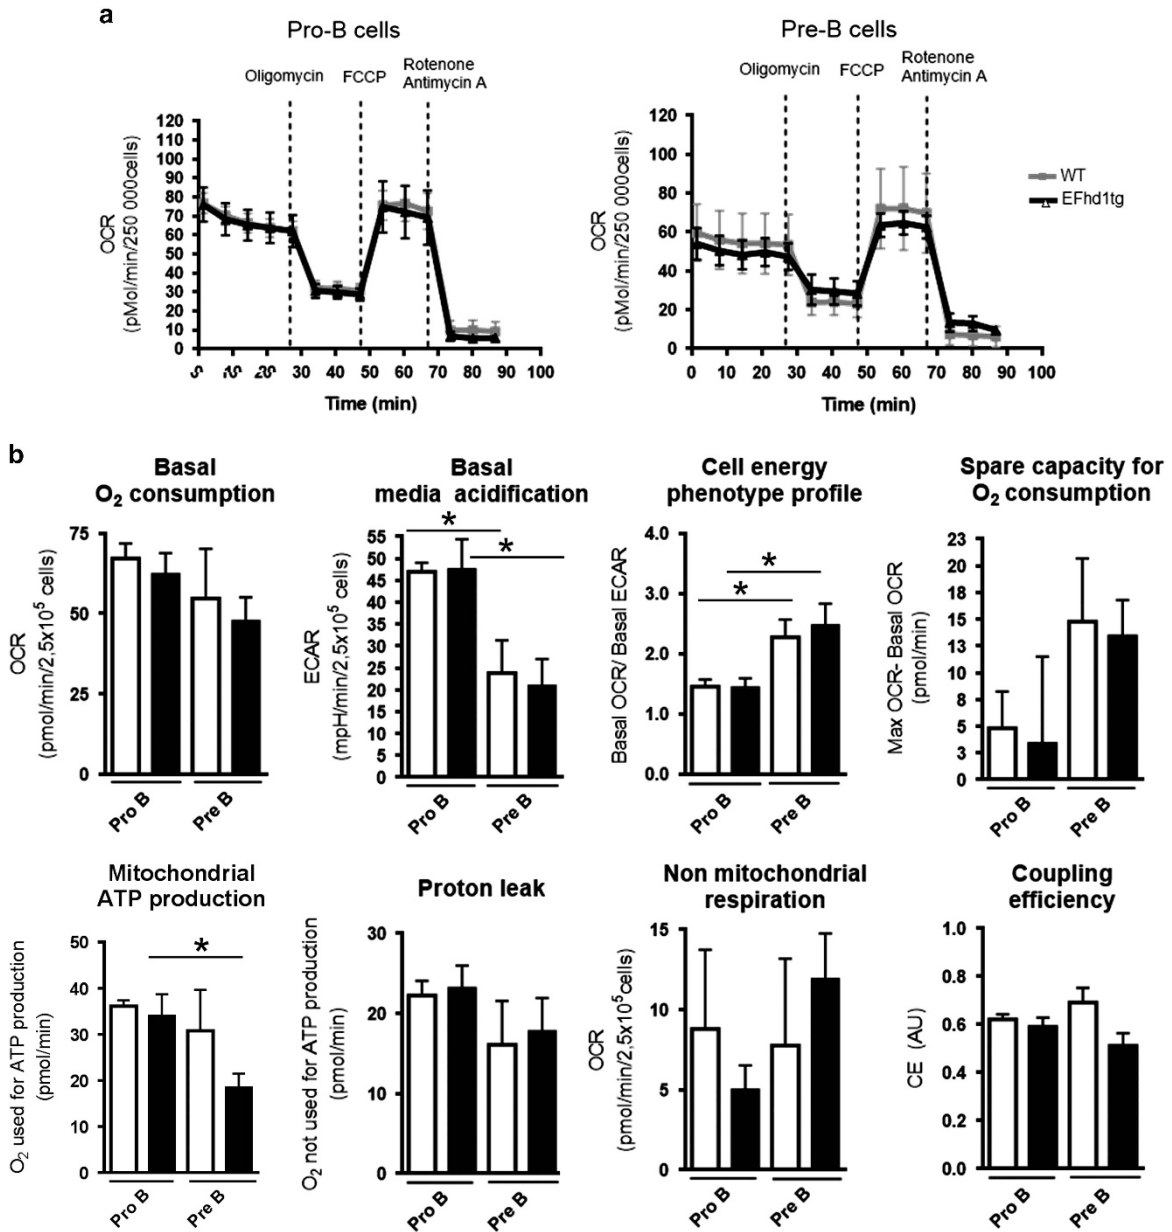 a
Pro-B cells
Pre-B cells
Oligomycin
FCCP
Rotenone
Antimycin A
OCR
(pMol/min/250 000cells)
120
110
100
90
80
70
60
50
40
30
20
10
0
30 40 50 60 70 80 90 100
Time (min)
Oligomycin
FCCP
Rotenone
Antimycin A
OCR
(pMol/min/250 000cells)
120
100
80
60
40
20
0
0 10 20 30 40 50 60 70 80 90 100
Time (min)
WT
EFhd1tg
b
Basal
O₂ consumption
OCR
(pmol/min/2,5x10⁵ cells)
75
50
25
0
Pro B
Pre B
Basal
media acidification
ECAR
(mpH/min/2,5x10⁵ cells)
55
50
45
40
35
30
25
20
15
10
5
0
*
*
Pro B
Pre B
Cell energy
phenotype profile
Basal OCR/ Basal ECAR
4.0
3.0
2.0
1.0
0.0
*
*
Pro B
Pre B
Spare capacity for
O₂ consumption
Max OCR- Basal OCR
(pmol/min)
23
20
18
15
13
10
8
5
3
0
Pro B
Pre B
Mitochondrial
ATP production
O₂ used for ATP production
(pmol/min)
50
40
30
20
10
0
*
Pro B
Pre B
Proton leak
O₂ not used for ATP production
(pmol/min)
30
20
10
0
Pro B
Pre B
Non mitochondrial
respiration
OCR
(pmol/min/2,5x10⁵cells)
15
10
5
0
Pro B
Pre B
Coupling
efficiency
CE (AU)
1.0
0.8
0.6
0.4
0.2
0.0
Pro B
Pre B